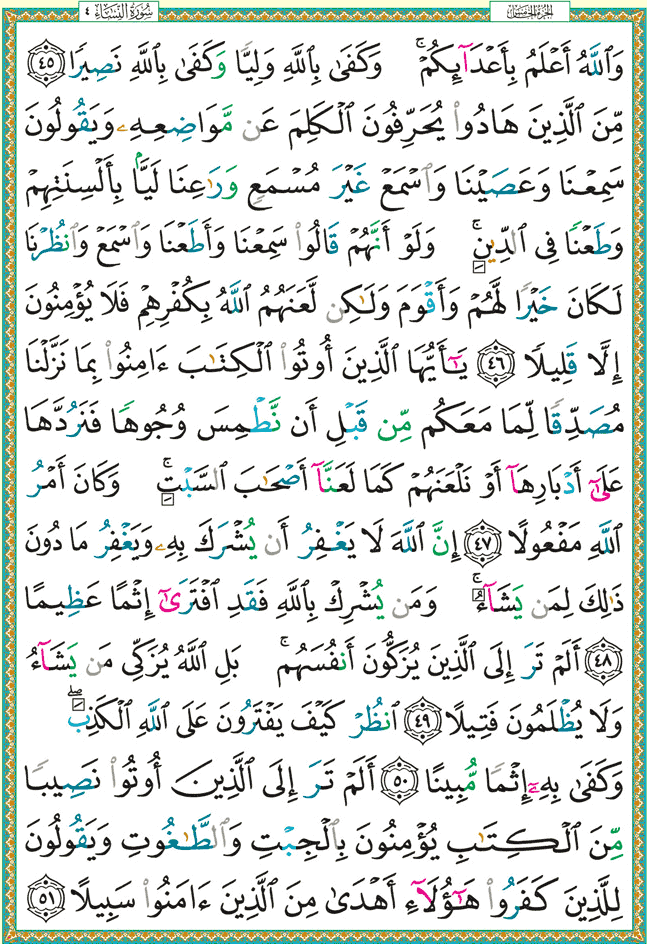 الجزء الخامس
سورة النساء ٤
وَٱللَّهُ أَعۡلَمُ بِأَعۡدَآئِكُمۡۚ وَكَفَىٰ بِٱللَّهِ وَلِيّٗا وَكَفَىٰ بِٱللَّهِ نَصِيرٗا ٤٥
مِّنَ ٱلَّذِينَ هَادُواْ يُحَرِّفُونَ ٱلۡكَلِمَ عَن مَّوَاضِعِهِۦ وَيَقُولُونَ
سَمِعۡنَا وَعَصَيۡنَا وَٱسۡمَعۡ غَيۡرَ مُسۡمَعٖ وَرَٰعِنَا لَيَّۢا بِأَلۡسِنَتِهِمۡ
وَطَعۡنٗا فِي ٱلدِّينِۚ وَلَوۡ أَنَّهُمۡ قَالُواْ سَمِعۡنَا وَأَطَعۡنَا وَٱسۡمَعۡ وَٱنظُرۡنَا
لَكَانَ خَيۡرٗا لَّهُمۡ وَأَقۡوَمَ وَلَٰكِن لَّعَنَهُمُ ٱللَّهُ بِكُفۡرِهِمۡ فَلَا يُؤۡمِنُونَ
إِلَّا قَلِيلٗا ٤٦ يَٰٓأَيُّهَا ٱلَّذِينَ أُوتُواْ ٱلۡكِتَٰبَ ءَامِنُواْ بِمَا نَزَّلۡنَا
مُصَدِّقٗا لِّمَا مَعَكُم مِّن قَبۡلِ أَن نَّطۡمِسَ وُجُوهٗا فَنَرُدَّهَا
عَلَىٰٓ أَدۡبَارِهَآ أَوۡ نَلۡعَنَهُمۡ كَمَا لَعَنَّآ أَصۡحَٰبَ ٱلسَّبۡتِۚ وَكَانَ أَمۡرُ
ٱللَّهِ مَفۡعُولًا ٤٧ إِنَّ ٱللَّهَ لَا يَغۡفِرُ أَن يُشۡرَكَ بِهِۦ وَيَغۡفِرُ مَا دُونَ
ذَٰلِكَ لِمَن يَشَآءُۚ وَمَن يُشۡرِكۡ بِٱللَّهِ فَقَدِ ٱفۡتَرَىٰٓ إِثۡمًا عَظِيمًا
٤٨ أَلَمۡ تَرَ إِلَى ٱلَّذِينَ يُزَكُّونَ أَنفُسَهُمۚ بَلِ ٱللَّهُ يُزَكِّي مَن يَشَآءُ
وَلَا يُظۡلَمُونَ فَتِيلًا ٤٩ ٱنظُرۡ كَيۡفَ يَفۡتَرُونَ عَلَى ٱللَّهِ ٱلۡكَذِبَۖ
وَكَفَىٰ بِهِۦٓ إِثۡمٗا مُّبِينًا ٥٠ أَلَمۡ تَرَ إِلَى ٱلَّذِينَ أُوتُواْ نَصِيبٗا
مِّنَ ٱلۡكِتَٰبِ يُؤۡمِنُونَ بِٱلۡجِبۡتِ وَٱلطَّٰغُوتِ وَيَقُولُونَ
لِلَّذِينَ كَفَرُواْ هَٰٓؤُلَآءِ أَهۡدَىٰ مِنَ ٱلَّذِينَ ءَامَنُواْ سَبِيلًا ٥١